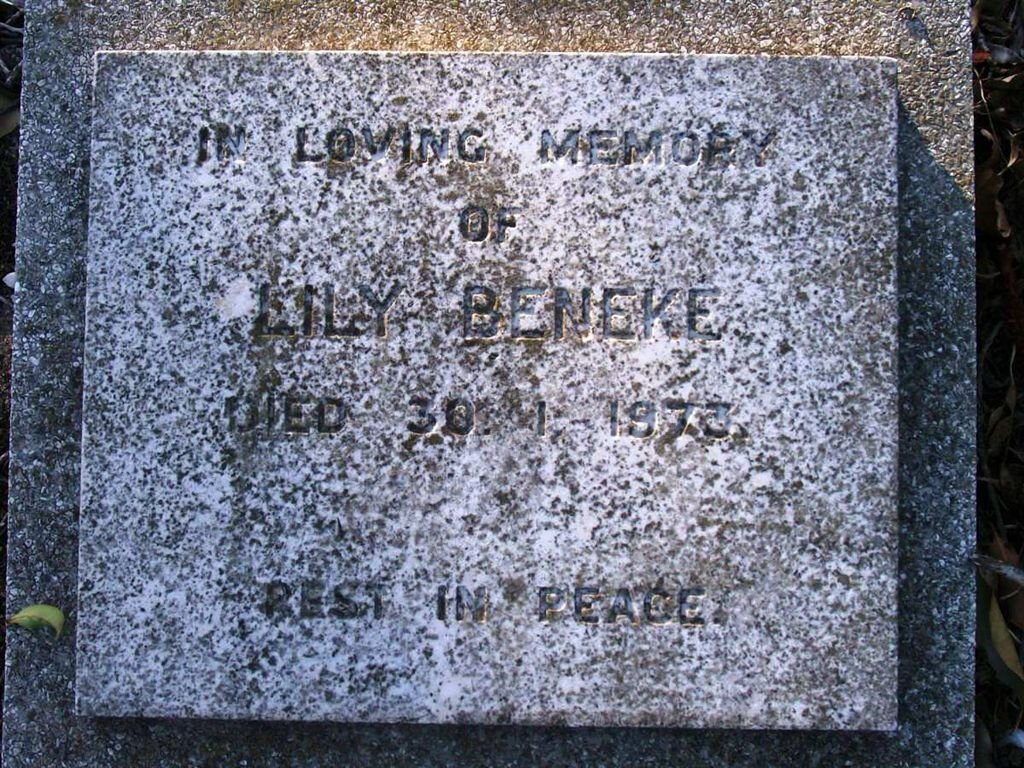 IN LOVING MEMORY
OF
LILY BENEKE
DIED 30. 1. 1973.
REST IN PEACE.